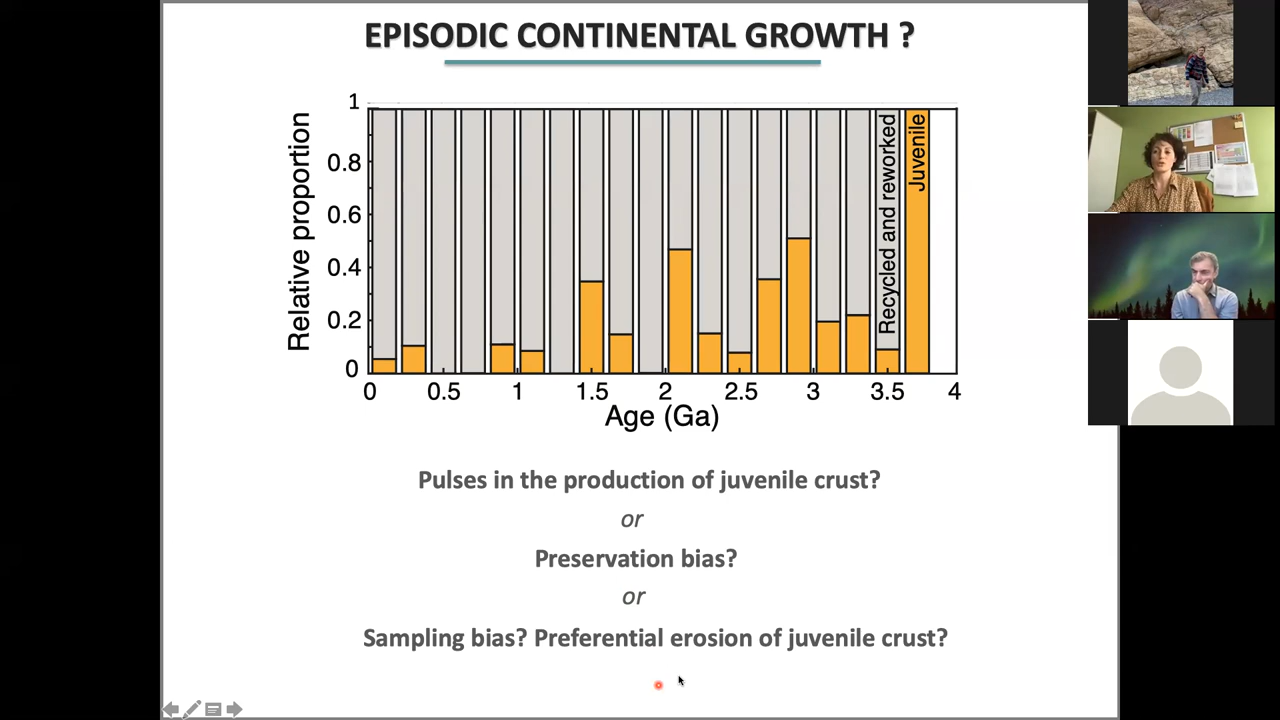 EPISODIC CONTINENTAL GROWTH ?
Relative proportion
1
0.8
0.6
0.4
0.2
0
Recycled and reworked
Juvenile
0 0.5 1 1.5 2 2.5 3 3.5 4
Age (Ga)
Pulses in the production of juvenile crust?
or
Preservation bias?
or
Sampling bias? Preferential erosion of juvenile crust?